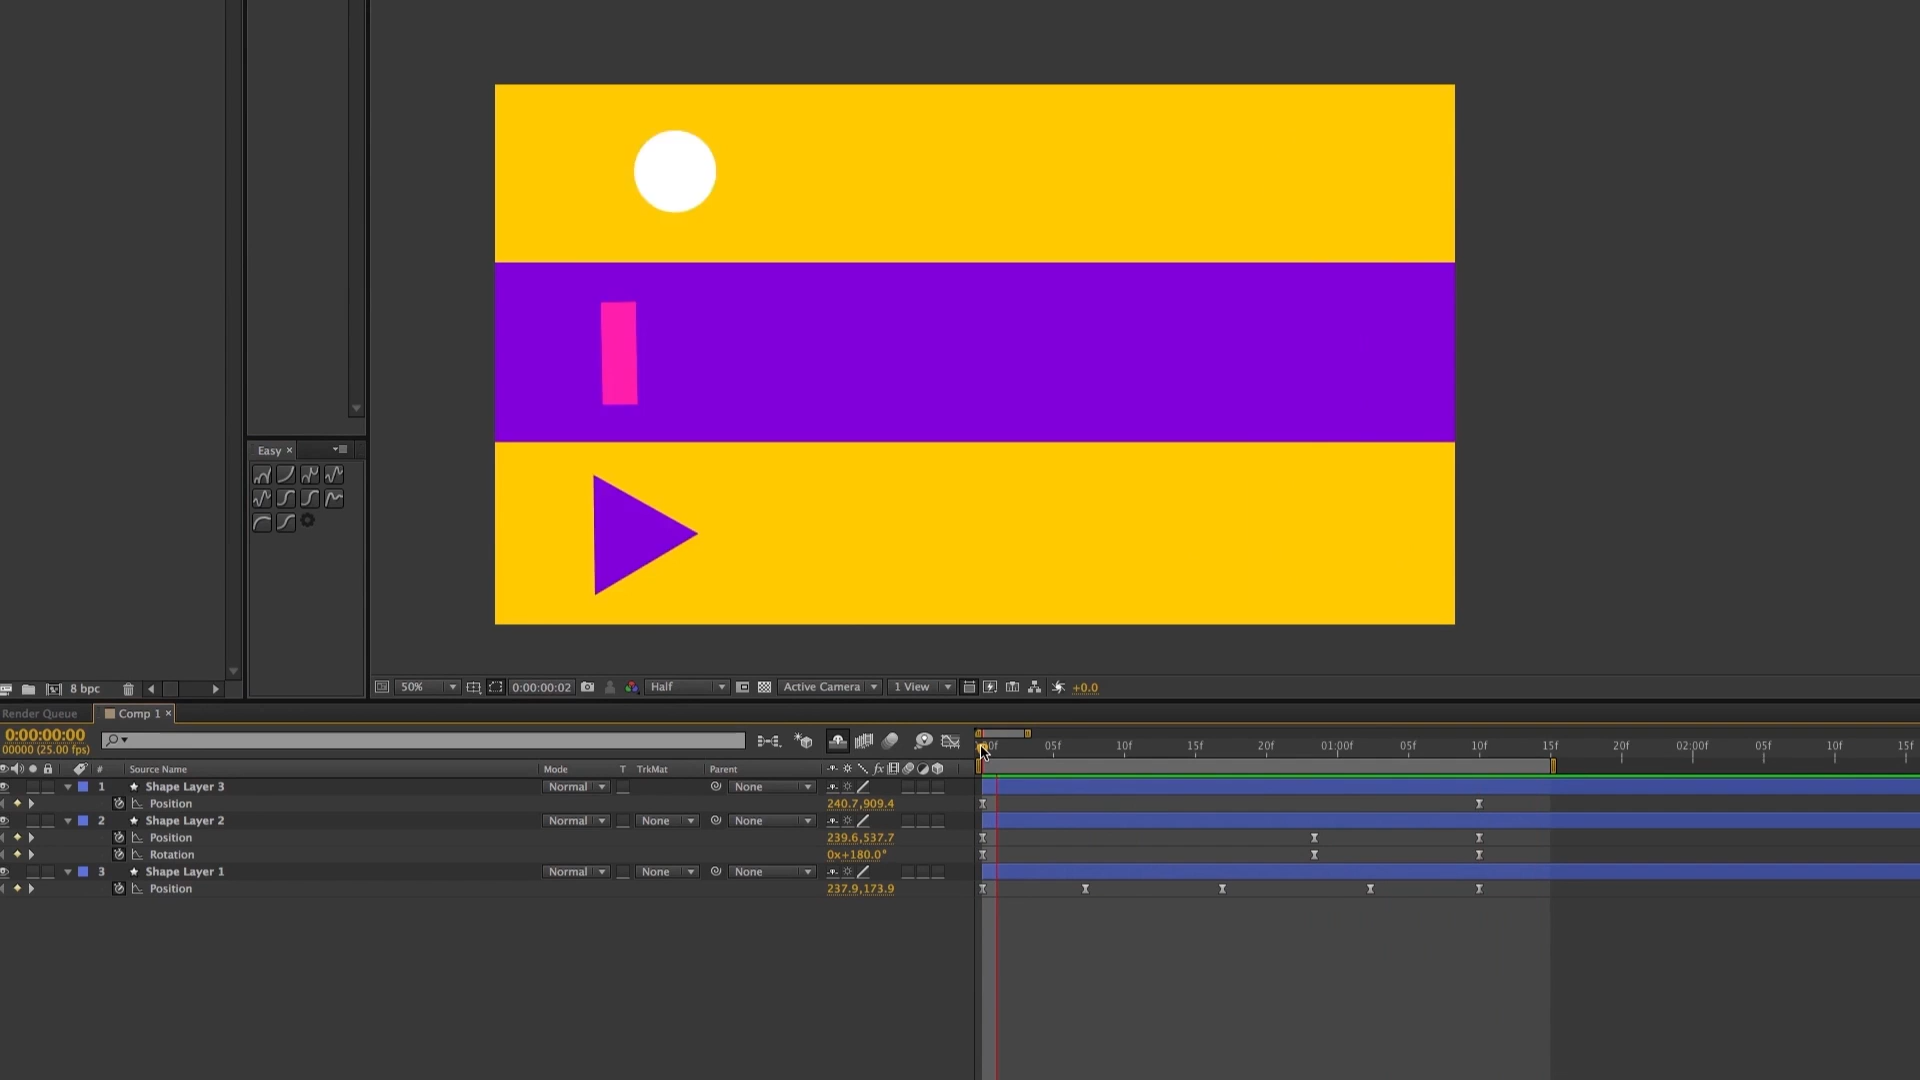 Easy ×
8 bpc
50%
0:00:00:02
Half
Active Camera
1 View
+0.0
Render Queue
Comp 1 ×
0:00:00:00
00000 (25.00 fps)
00f 05f 10f 15f 20f 01:00f 05f 10f 15f 20f 02:00f 05f 10f 15f
# Source Name Mode T TrkMat Parent fx
1 Shape Layer 3 Normal None
Position 240.7,909.4
2 Shape Layer 2 Normal None None
Position 239.6,537.7
Rotation 0x+180.0°
3 Shape Layer 1 Normal None None
Position 237.9,173.9